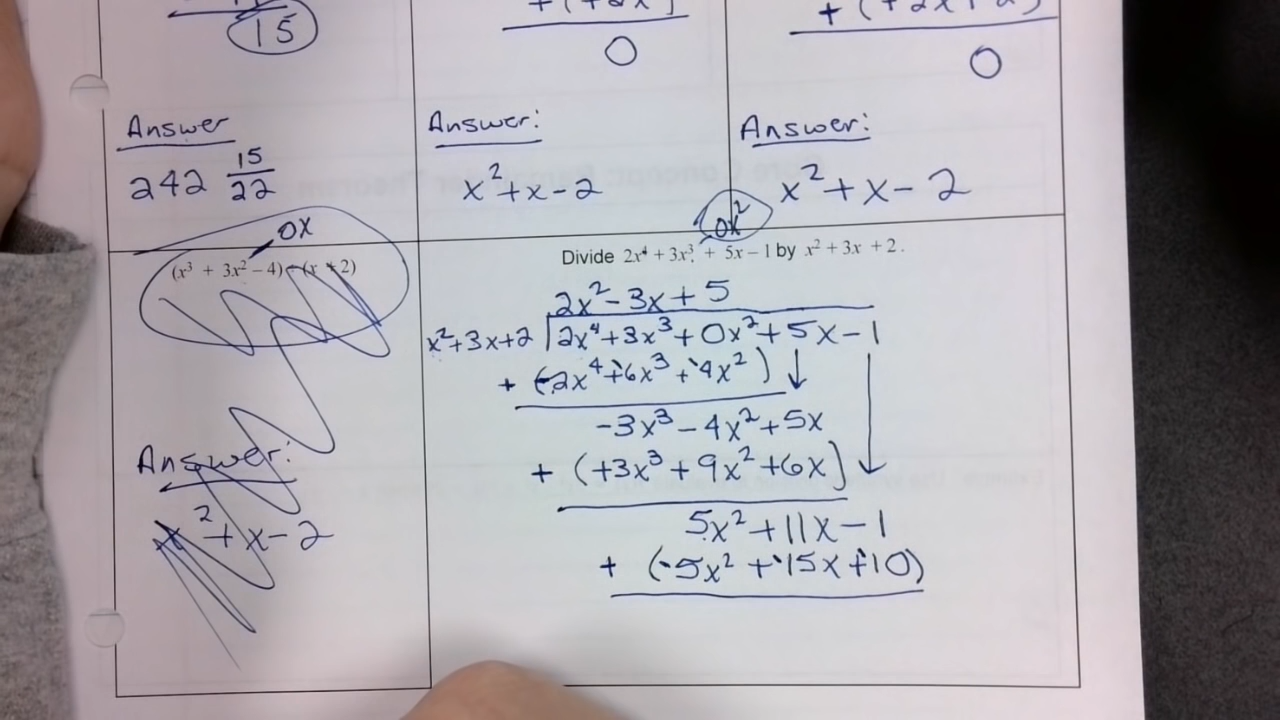 15
0
0
Answer
Answer:
Answer:
242 15/22
x² + x - 2
x² + x - 2
0x
0x²
(x³ + 3x² - 4) ÷ (x + 2)
Divide 2x⁴ + 3x³ + 5x - 1 by x² + 3x + 2.
2x² - 3x + 5
x² + 3x + 2 2x⁴ + 3x³ + 0x² + 5x - 1
+ (-2x⁴ + -6x³ + -4x²)
-3x³ - 4x² + 5x
+ (+3x³ + 9x² + 6x)
Answer:
x² + x - 2
5x² + 11x - 1
+ (-5x² + -15x + -10)